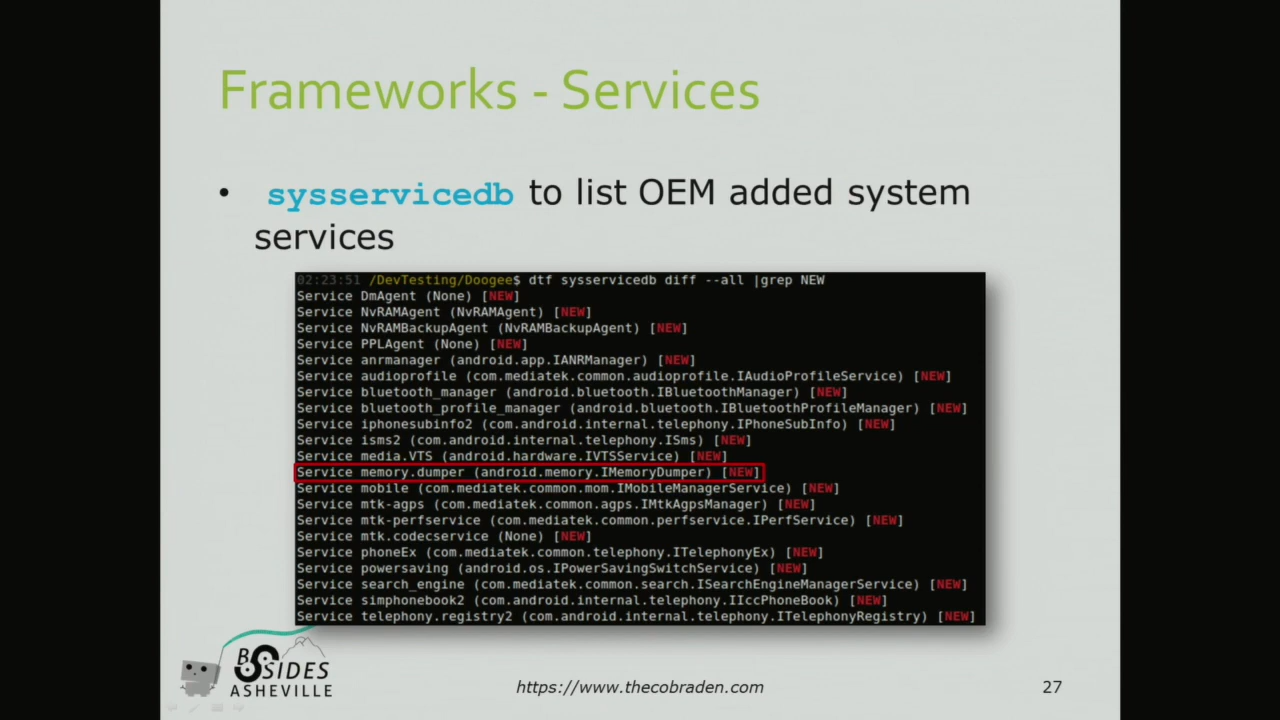 Frameworks - Services
• sysservicedb to list OEM added system
services
02:23:51 /DevTesting/Doogee$ dtf sysservicedb diff --all |grep NEW
Service DmAgent (None) [NEW]
Service NvRAMAgent (NvRAMAgent) [NEW]
Service NvRAMBackupAgent (NvRAMBackupAgent) [NEW]
Service PPLAgent (None) [NEW]
Service anrmanager (android.app.IANRManager) [NEW]
Service audioprofile (com.mediatek.common.audioprofile.IAudioProfileService) [NEW]
Service bluetooth_manager (android.bluetooth.IBluetoothManager) [NEW]
Service bluetooth_profile_manager (android.bluetooth.IBluetoothProfileManager) [NEW]
Service iphonesubinfo2 (com.android.internal.telephony.IPhoneSubInfo) [NEW]
Service isms2 (com.android.internal.telephony.ISms) [NEW]
Service media.VTS (android.hardware.IVTSService) [NEW]
Service memory.dumper (android.memory.IMemoryDumper) [NEW]
Service mobile (com.mediatek.common.mom.IMobileManagerService) [NEW]
Service mtk-agps (com.mediatek.common.agps.IMtkAgpsManager) [NEW]
Service mtk-perfservice (com.mediatek.common.perfservice.IPerfService) [NEW]
Service mtk.codecservice (None) [NEW]
Service phoneEx (com.mediatek.common.telephony.ITelephonyEx) [NEW]
Service powersaving (android.os.IPowerSavingSwitchService) [NEW]
Service search_engine (com.mediatek.common.search.ISearchEngineManagerService) [NEW]
Service simphonebook2 (com.android.internal.telephony.IIccPhoneBook) [NEW]
Service telephony.registry2 (com.android.internal.telephony.ITelephonyRegistry) [NEW]
BSIDES
ASHEVILLE
https://www.thecobraden.com
27